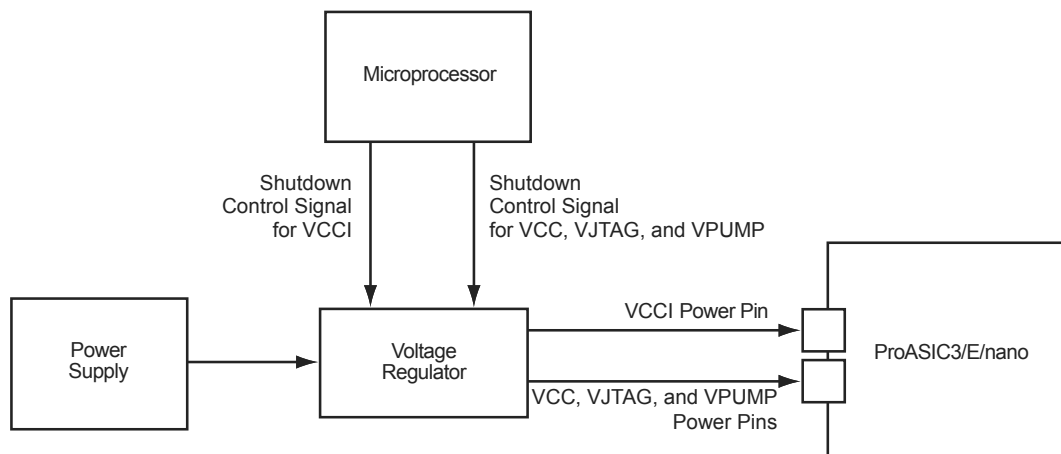 Microprocessor
Shutdown
Control Signal
for VCCI
Shutdown
Control Signal
for VCC, VJTAG, and VPUMP
Power
Supply
Voltage
Regulator
VCCI Power Pin
VCC, VJTAG, and VPUMP
Power Pins
ProASIC3/E/nano